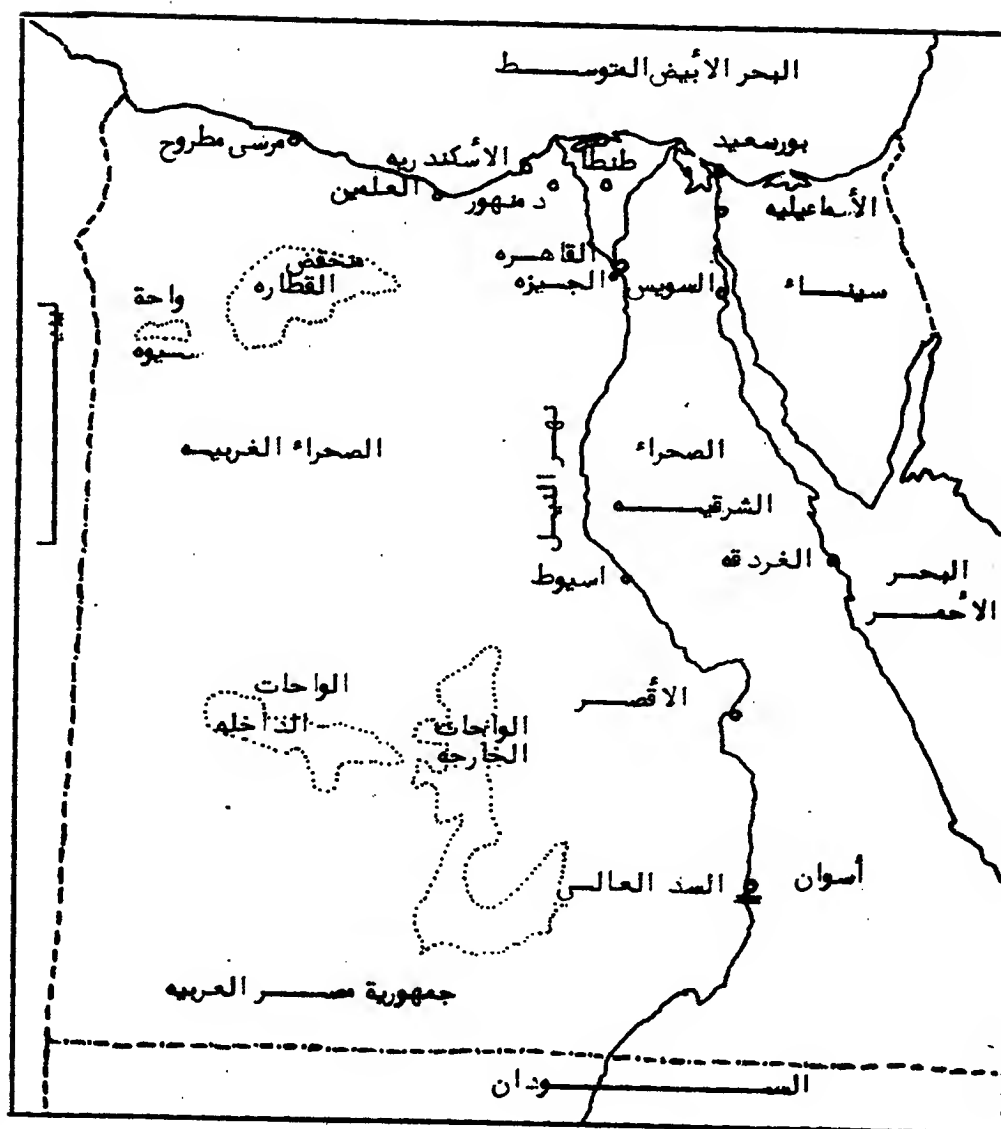 البحر الأبيض المتوسط
بورسعيد
طنطا
الأسكندريه
مرسى مطروح
العلمين
دمنهور
الأسماعيليه
القاهره
الجيزه
السويس
سيناء
منخفض
القطاره
واحة
سيوه
ليبيا
الصحراء الغربيه
نهر النيل
الصحراء
الشرقيه
الغردقه
البحر
الأحمر
اسيوط
الأقصر
الواحات
الداخله
الواحات
الخارجه
السد العالى
أسوان
جمهورية مصر العربيه
السودان